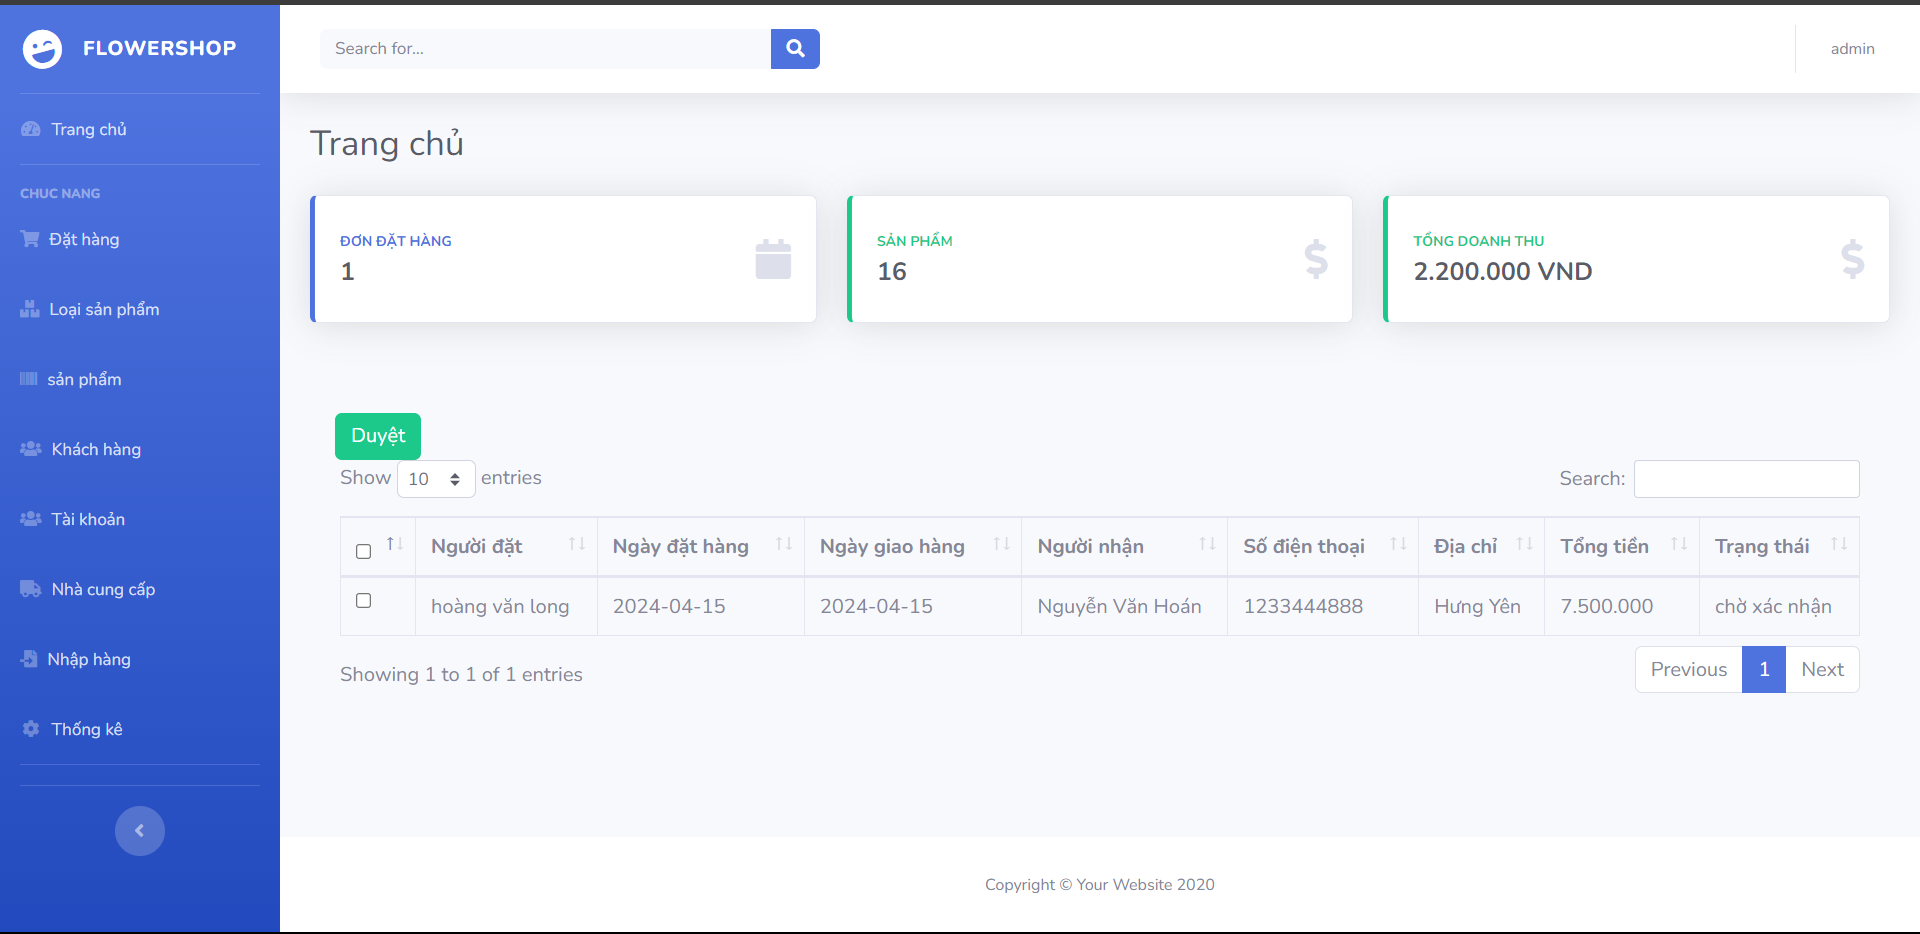 FLOWERSHOP
Search for...
admin
Trang chủ
CHUC NANG
Đặt hàng
Loại sản phẩm
sản phẩm
Khách hàng
Tài khoản
Nhà cung cấp
Nhập hàng
Thống kê
Trang chủ
ĐƠN ĐẶT HÀNG
1
SẢN PHẨM
16
TỔNG DOANH THU
2.200.000 VND
Duyệt
Show 10 entries
Search:
Người đặt Ngày đặt hàng Ngày giao hàng Người nhận Số điện thoại Địa chỉ Tổng tiền Trạng thái
hoàng văn long 2024-04-15 2024-04-15 Nguyễn Văn Hoán 1233444888 Hưng Yên 7.500.000 chờ xác nhận
Showing 1 to 1 of 1 entries
Previous 1 Next
Copyright © Your Website 2020